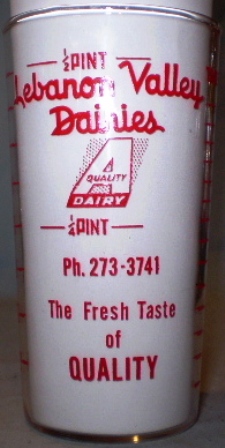 ½ PINT
Lebanon Valley
Dairies
A
QUALITY
DAIRY
¼ PINT
Ph. 273-3741
The Fresh Taste
of
QUALITY